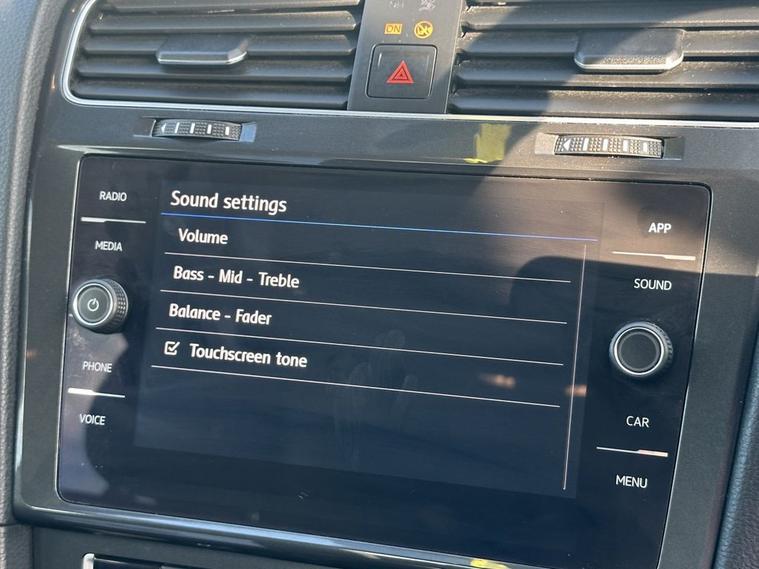 ON
RADIO
MEDIA
PHONE
VOICE
Sound settings
Volume
Bass - Mid - Treble
Balance - Fader
Touchscreen tone
APP
SOUND
CAR
MENU